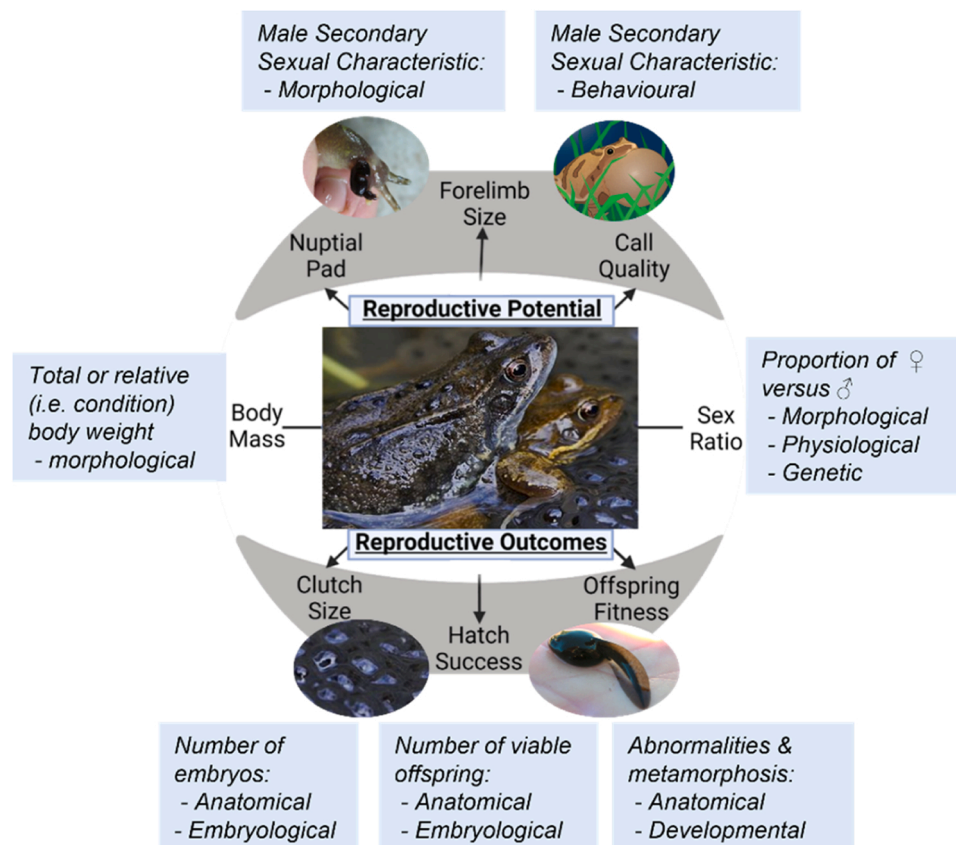 Male Secondary
Sexual Characteristic:
- Morphological
Male Secondary
Sexual Characteristic:
- Behavioural
Forelimb
Size
Nuptial
Pad
Call
Quality
Reproductive Potential
Total or relative
(i.e. condition)
body weight
- morphological
Body
Mass
Sex
Ratio
Proportion of ♀
versus ♂
- Morphological
- Physiological
- Genetic
Reproductive Outcomes
Clutch
Size
Hatch
Success
Offspring
Fitness
Number of
embryos:
- Anatomical
- Embryological
Number of viable
offspring:
- Anatomical
- Embryological
Abnormalities &
metamorphosis:
- Anatomical
- Developmental